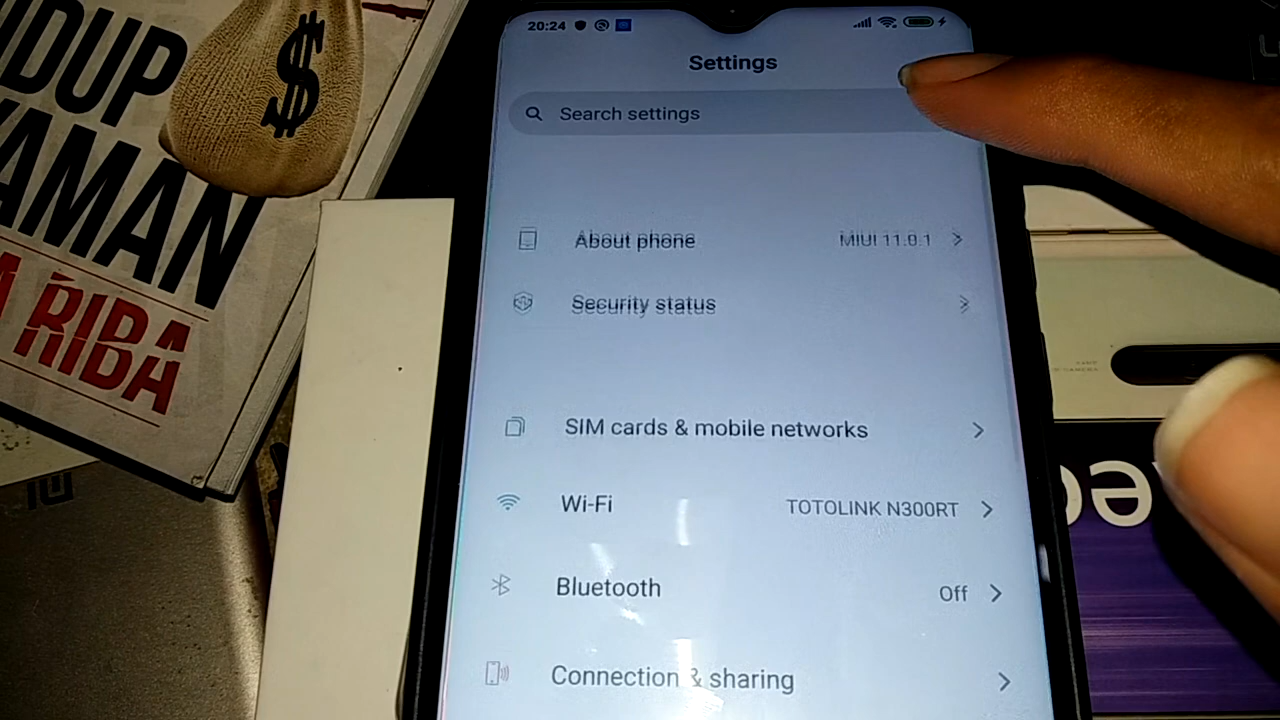 IDUP
$
YAMAN
A RIBA
20:24
Settings
Search settings
About phone
MIUI 11.0.1
Security status
SIM cards & mobile networks
Wi-Fi
TOTOLINK N300RT
Bluetooth
Off
Connection & sharing